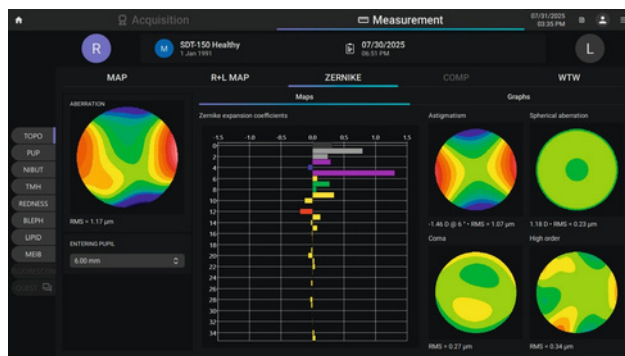 Acquisition
Measurement
07/31/2025
03:35 PM
R
M
SDT-150 Healthy
1 Jan 1991
07/30/2025
06:51 PM
L
MAP
R+L MAP
ZERNIKE
COMP
WTW
Maps
Graphs
ABERRATION
Zernike expansion coefficients
Astigmatism
Spherical aberration
TOPO
PUP
NIBUT
TMH
REDNESS
BLEPH
LIPID
MEIB
-1.5 -1.0 -0.5 0.0 0.5 1.0 1.5
0
2
4
6
8
10
12
14
16
18
20
22
24
26
28
30
32
34
RMS = 1.17 µm
ENTERING PUPIL
6.00 mm
-1.46 D @ 6 ° • RMS = 1.07 µm
1.18 D • RMS = 0.23 µm
Coma
High order
RMS = 0.27 µm
RMS = 0.34 µm